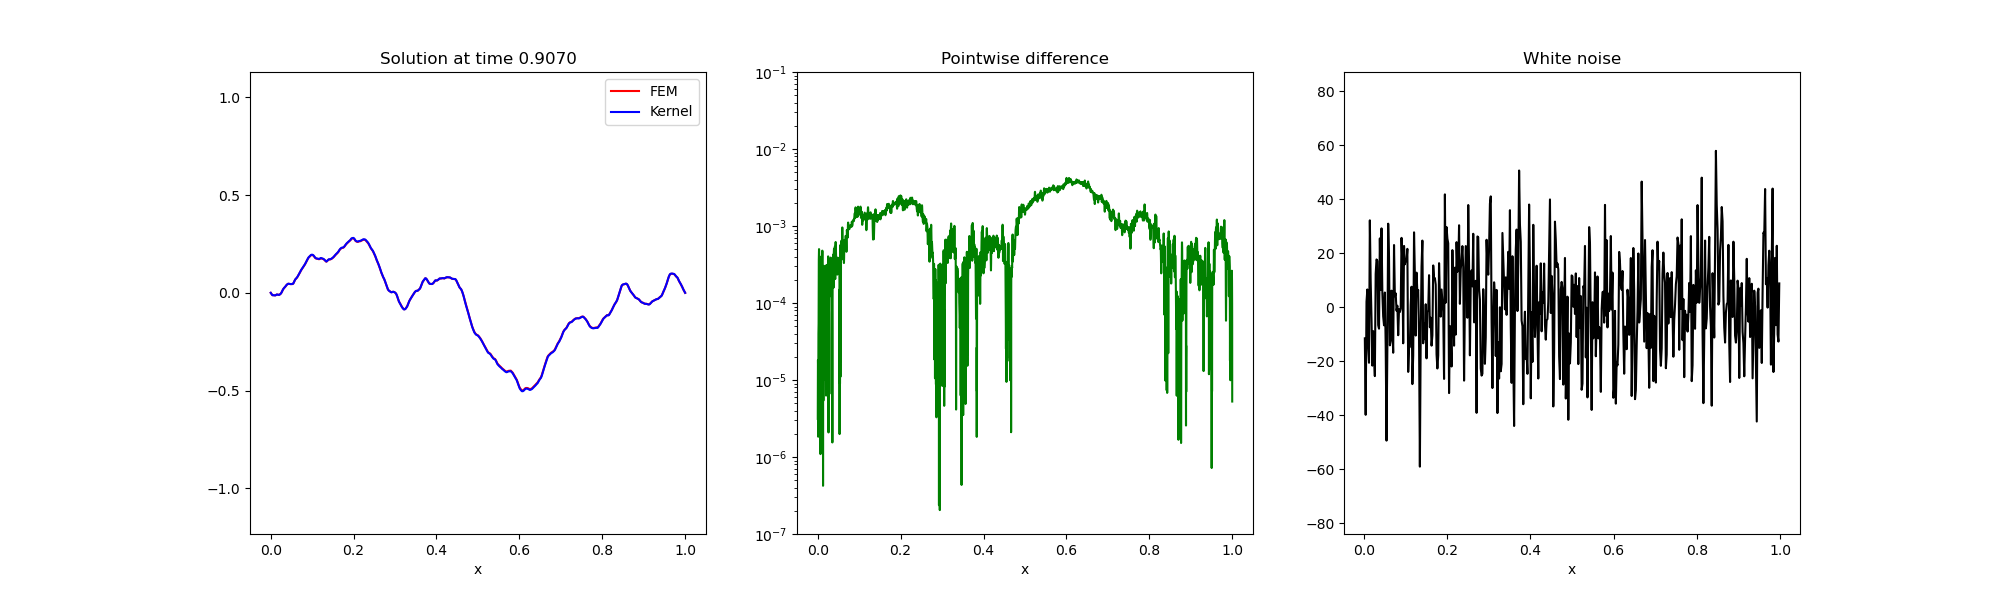 Solution at time 0.9070
1.0
0.5
0.0
−0.5
−1.0
0.0 0.2 0.4 0.6 0.8 1.0
x
FEM
Kernel
Pointwise difference
10⁻¹
10⁻²
10⁻³
10⁻⁴
10⁻⁵
10⁻⁶
10⁻⁷
0.0 0.2 0.4 0.6 0.8 1.0
x
White noise
80
60
40
20
0
−20
−40
−60
−80
0.0 0.2 0.4 0.6 0.8 1.0
x